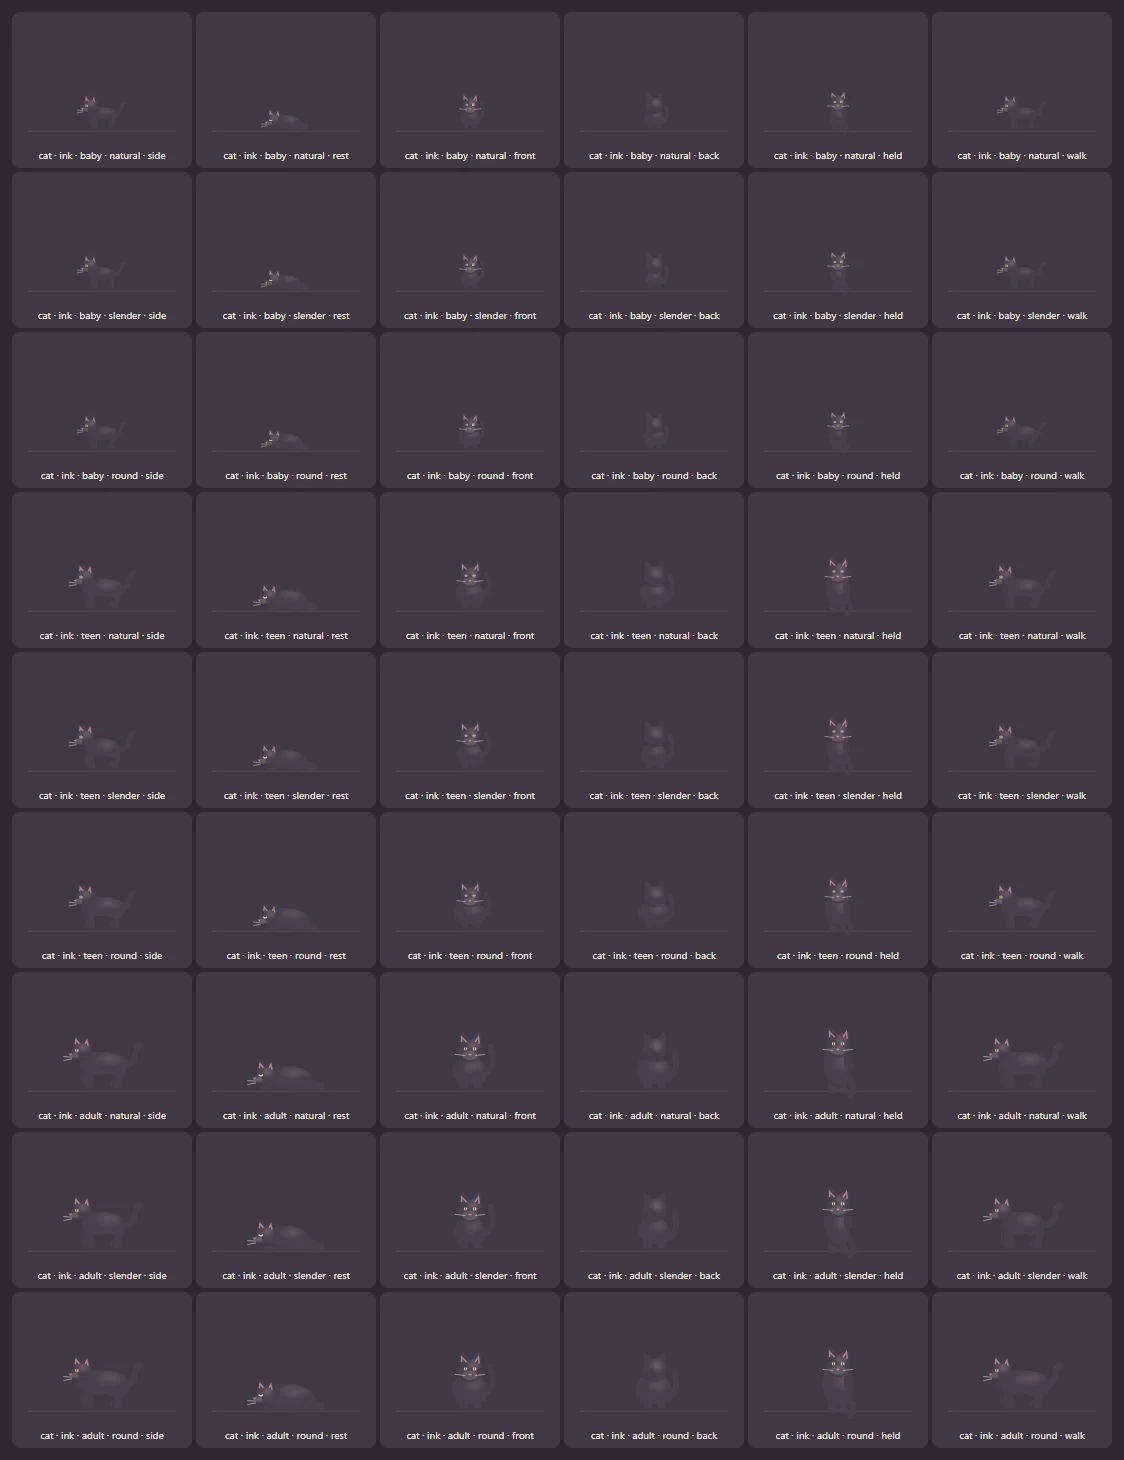 cat · ink · baby · natural · side
cat · ink · baby · natural · rest
cat · ink · baby · natural · front
cat · ink · baby · natural · back
cat · ink · baby · natural · held
cat · ink · baby · natural · walk
cat · ink · baby · slender · side
cat · ink · baby · slender · rest
cat · ink · baby · slender · front
cat · ink · baby · slender · back
cat · ink · baby · slender · held
cat · ink · baby · slender · walk
cat · ink · baby · round · side
cat · ink · baby · round · rest
cat · ink · baby · round · front
cat · ink · baby · round · back
cat · ink · baby · round · held
cat · ink · baby · round · walk
cat · ink · teen · natural · side
cat · ink · teen · natural · rest
cat · ink · teen · natural · front
cat · ink · teen · natural · back
cat · ink · teen · natural · held
cat · ink · teen · natural · walk
cat · ink · teen · slender · side
cat · ink · teen · slender · rest
cat · ink · teen · slender · front
cat · ink · teen · slender · back
cat · ink · teen · slender · held
cat · ink · teen · slender · walk
cat · ink · teen · round · side
cat · ink · teen · round · rest
cat · ink · teen · round · front
cat · ink · teen · round · back
cat · ink · teen · round · held
cat · ink · teen · round · walk
cat · ink · adult · natural · side
cat · ink · adult · natural · rest
cat · ink · adult · natural · front
cat · ink · adult · natural · back
cat · ink · adult · natural · held
cat · ink · adult · natural · walk
cat · ink · adult · slender · side
cat · ink · adult · slender · rest
cat · ink · adult · slender · front
cat · ink · adult · slender · back
cat · ink · adult · slender · held
cat · ink · adult · slender · walk
cat · ink · adult · round · side
cat · ink · adult · round · rest
cat · ink · adult · round · front
cat · ink · adult · round · back
cat · ink · adult · round · held
cat · ink · adult · round · walk